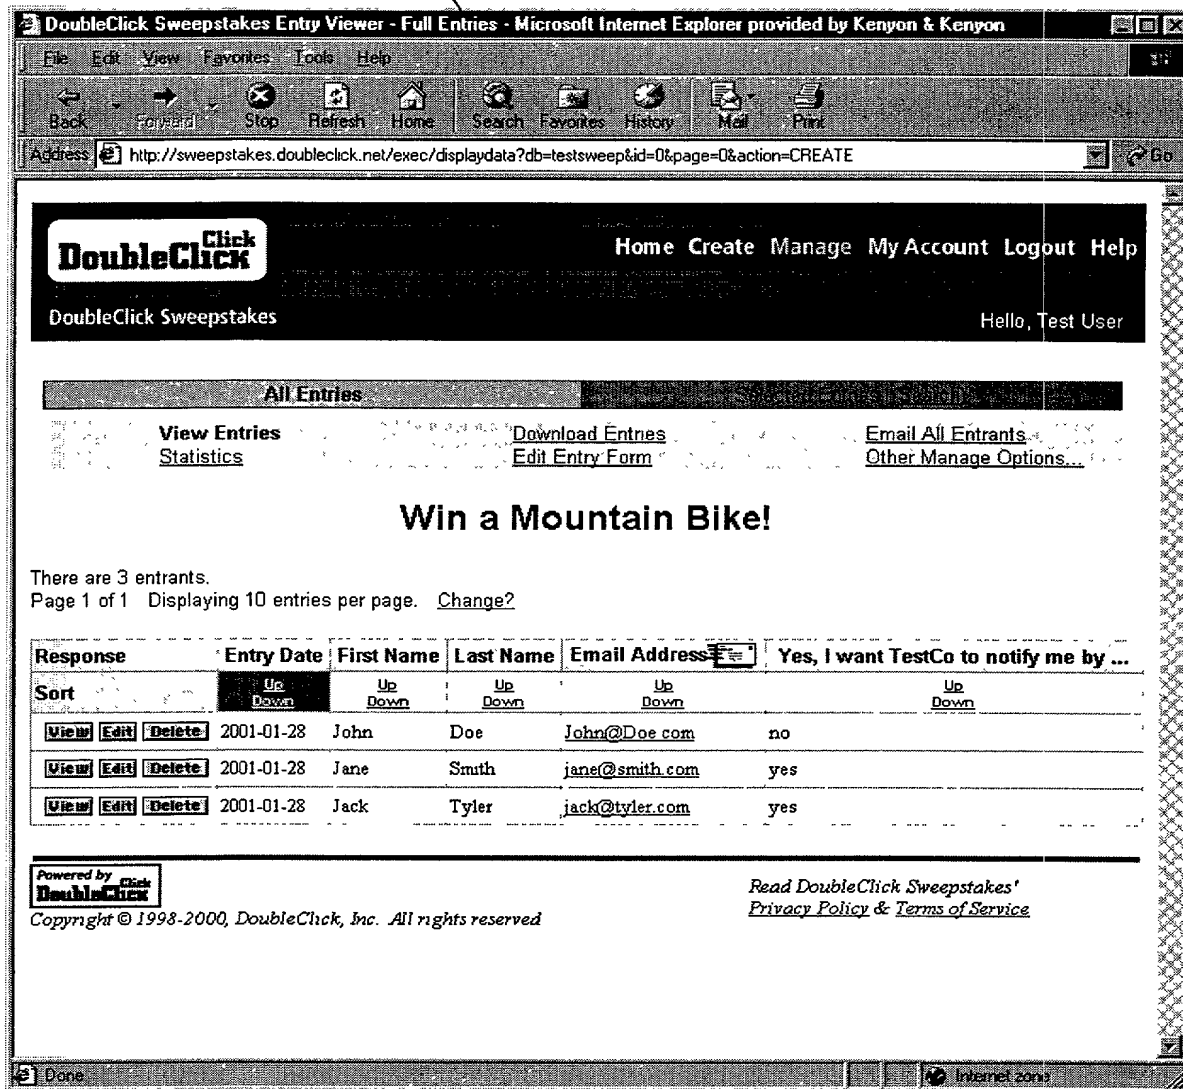 DoubleClick Sweepstakes Entry Viewer - Full Entries - Microsoft Internet Explorer provided by Kenyon & Kenyon
File Edit View Favorites Tools Help
Back Forward Stop Refresh Home Search Favorites History Mail Print
Address http://sweepstakes.doubleclick.net/exec/displaydata?db=testsweep&id=0&page=0&action=CREATE Go
Click
DoubleClick
Home Create Manage My Account Logout Help
DoubleClick Sweepstakes
Hello, Test User
All Entries
View Entries Download Entries Email All Entrants
Statistics Edit Entry Form Other Manage Options...
Win a Mountain Bike!
There are 3 entrants.
Page 1 of 1 Displaying 10 entries per page. Change?
Response Entry Date First Name Last Name Email Address Yes, I want TestCo to notify me by ...
Sort Up Up Up Up Up
Down Down Down Down Down
View Edit Delete 2001-01-28 John Doe John@Doe com no
View Edit Delete 2001-01-28 Jane Smith jane@smith.com yes
View Edit Delete 2001-01-28 Jack Tyler jack@tyler.com yes
Powered by Click
DoubleClick
Read DoubleClick Sweepstakes'
Copyright © 1998-2000, DoubleClick, Inc. All rights reserved
Privacy Policy & Terms of Service
Done Internet zone